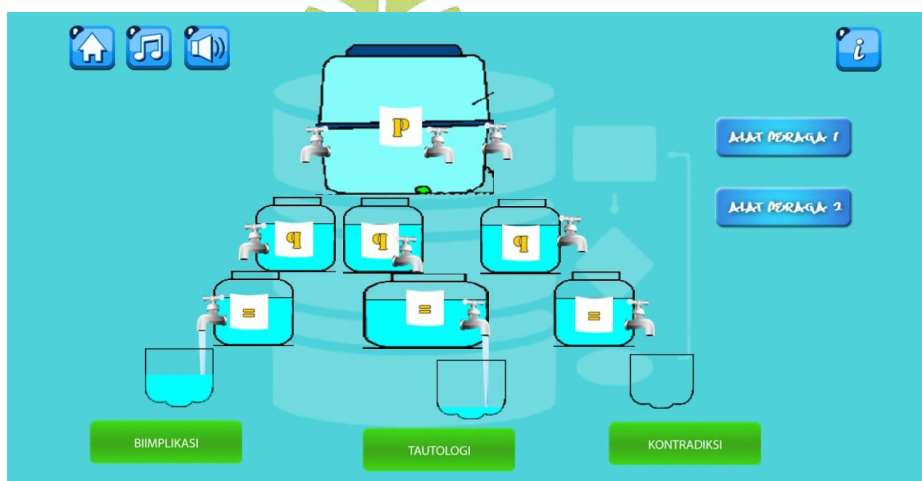 i
P
ALAT PERAGA 1
ALAT PERAGA 2
q
q
q
=
=
=
BIIMPLIKASI
TAUTOLOGI
KONTRADIKSI